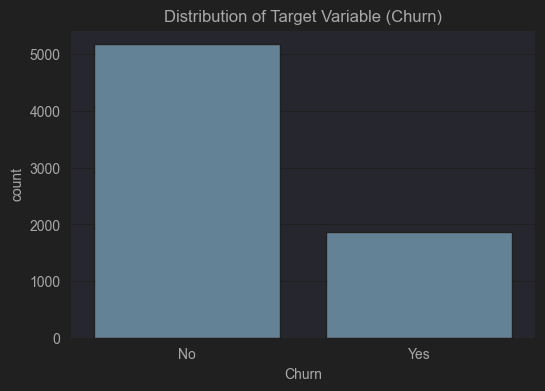 Distribution of Target Variable (Churn)
5000
4000
3000
2000
1000
0
count
No
Yes
Churn